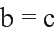 b = c